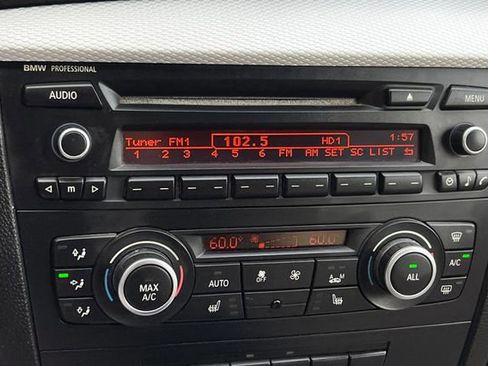 BMW PROFESSIONAL
AUDIO
MENU
Tuner FM1 102.5 HD1 1:57
1 2 3 4 5 6 FM AM SET SC LIST
m
60.0° 60.0°
MAX A/C
AUTO
OFF
ALL
A/C